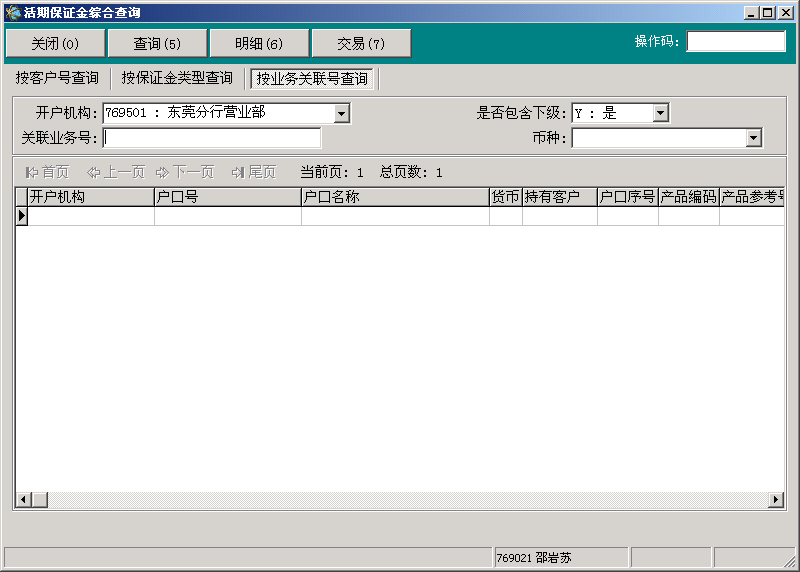 活期保证金综合查询
关闭(0) 查询(5) 明细(6) 交易(7) 操作码:
按客户号查询 按保证金类型查询 按业务关联号查询
开户机构: 769501 : 东莞分行营业部 是否包含下级: Y : 是
关联业务号: 币种:
首页 上一页 下一页 尾页 当前页: 1 总页数: 1
开户机构 户口号 户口名称 货币 持有客户 户口序号 产品编码 产品参考号
769021 邵岩苏